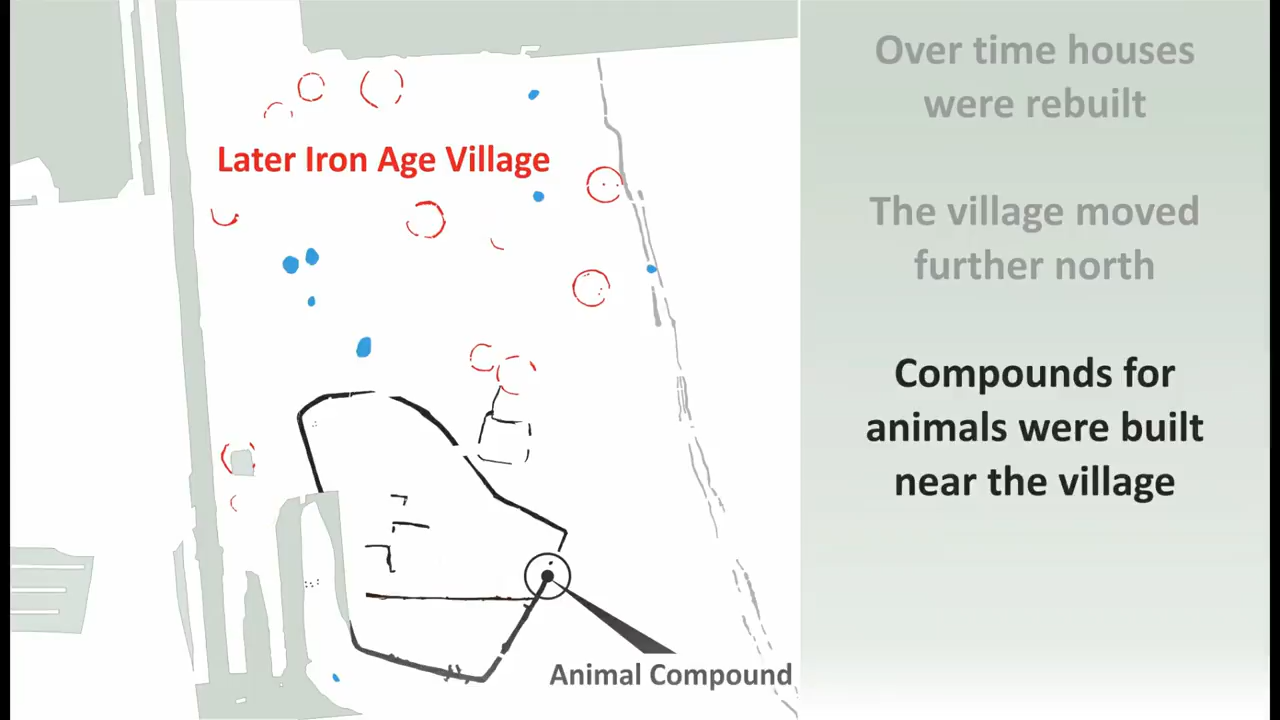 Later Iron Age Village
Animal Compound
Over time houses
were rebuilt
The village moved
further north
Compounds for
animals were built
near the village